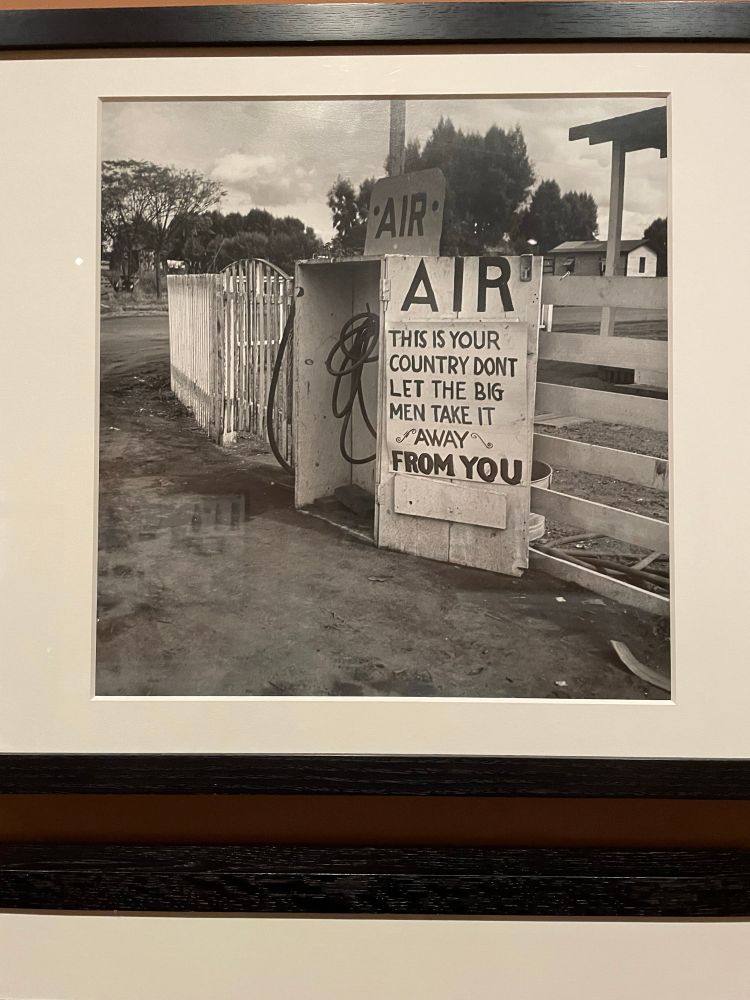 ·AIR·
AIR
THIS IS YOUR
COUNTRY DONT
LET THE BIG
MEN TAKE IT
AWAY
FROM YOU